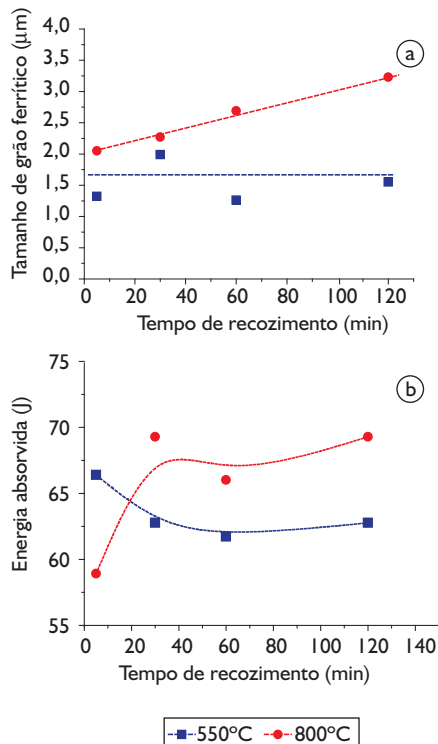 Tamanho de grão ferrítico (μm)
4,0
3,5
3,0
2,5
2,0
1,5
1,0
0,5
0,0
a
0 20 40 60 80 100 120
Tempo de recozimento (min)
Energia absorvida (J)
75
70
65
60
55
b
0 20 40 60 80 100 120 140
Tempo de recozimento (min)
550ºC 800ºC